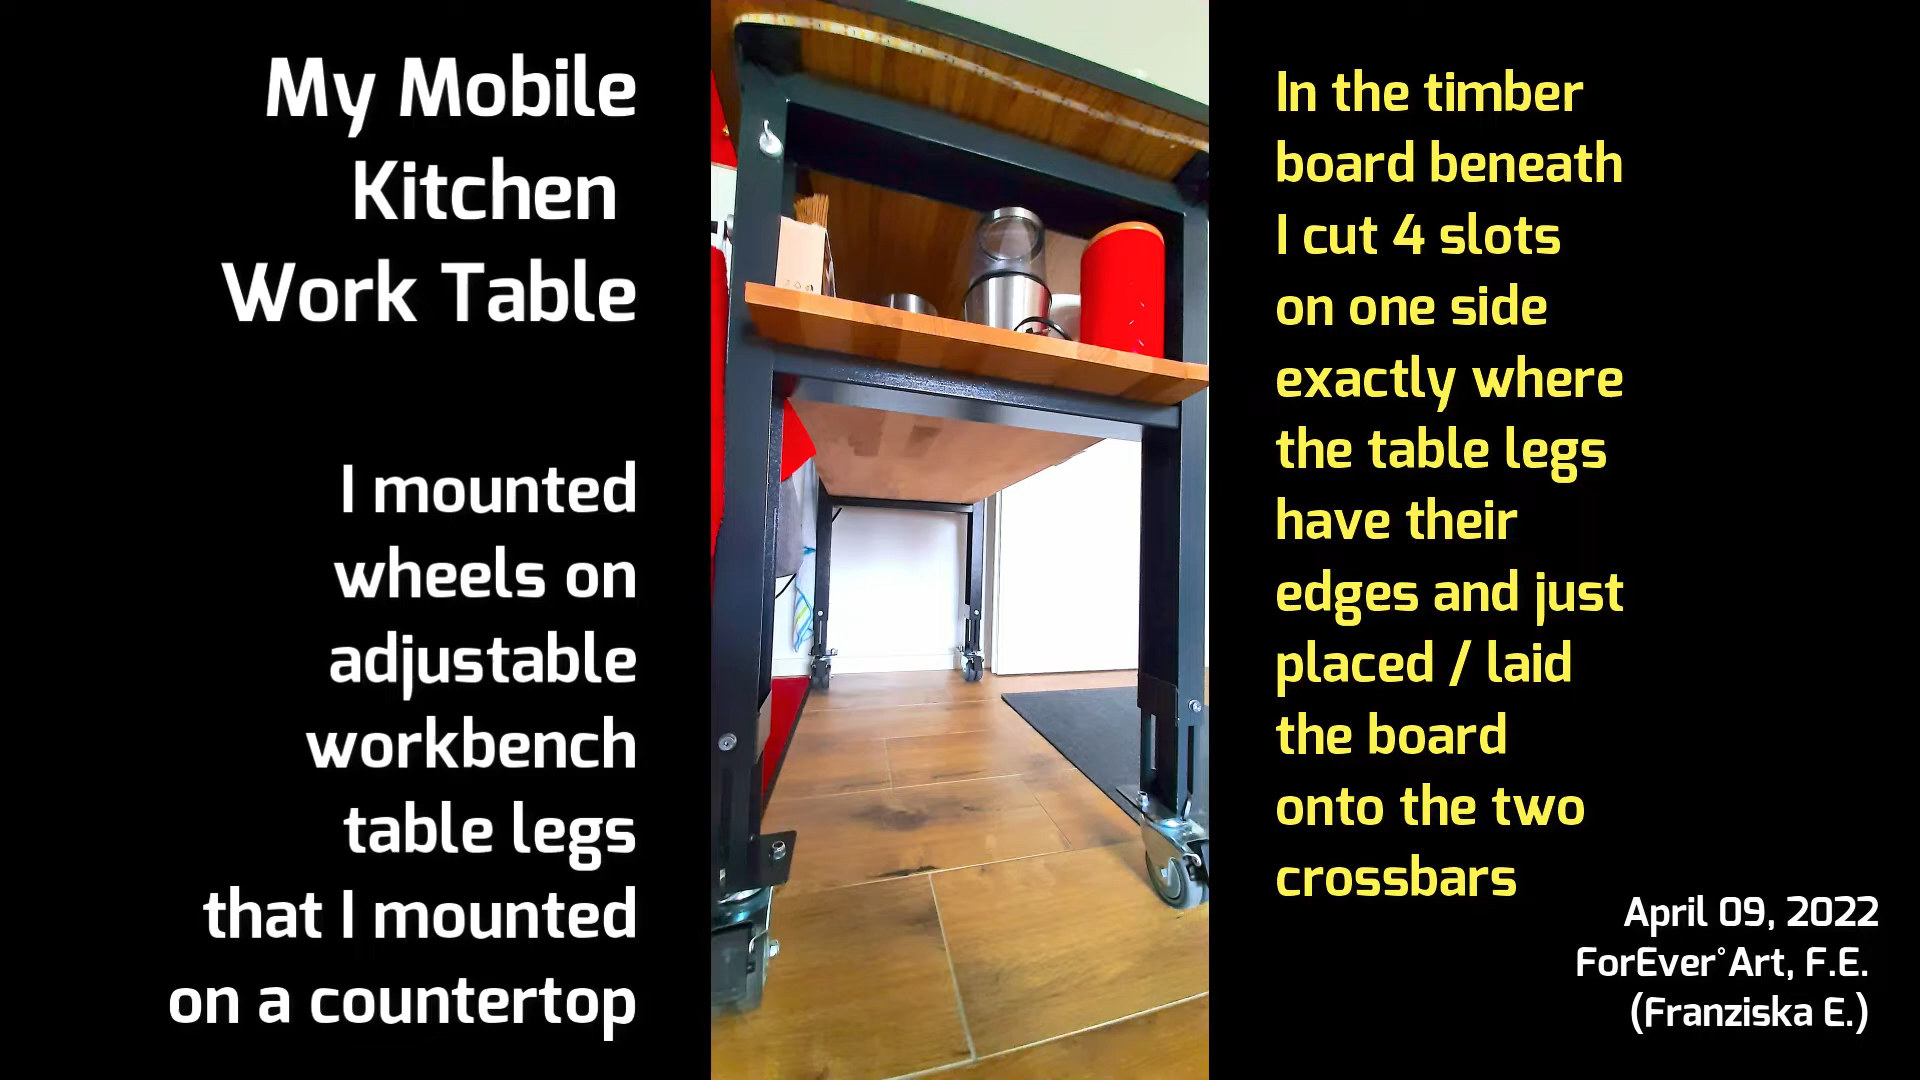 My Mobile
Kitchen
Work Table
I mounted
wheels on
adjustable
workbench
table legs
that I mounted
on a countertop
In the timber
board beneath
I cut 4 slots
on one side
exactly where
the table legs
have their
edges and just
placed / laid
the board
onto the two
crossbars
April 09, 2022
ForEver°Art, F.E.
(Franziska E.)